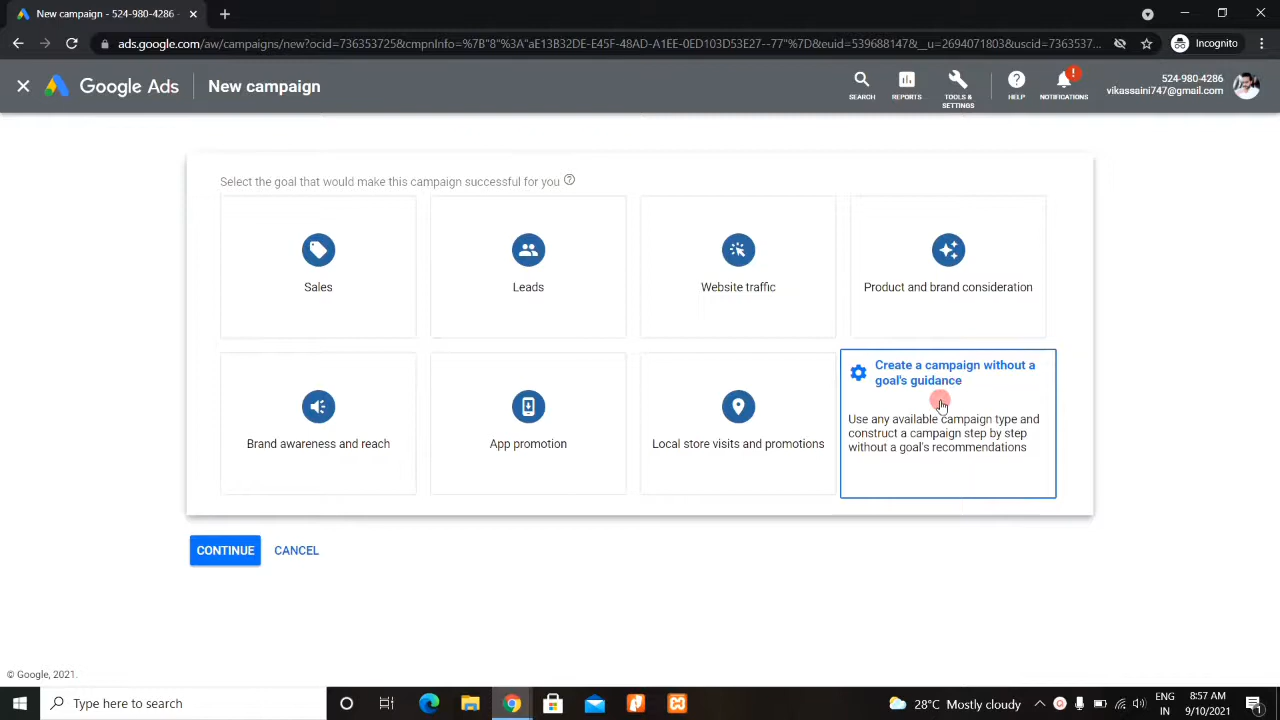 New campaign - 524-980-4286 -
ads.google.com/aw/campaigns/new?ocid=736353725&cmpnInfo=%7B"8"%3A"aE13B32DE-E45F-48AD-A1EE-0ED103D53E27--77"%7D&euid=539688147&__u=2694071803&uscid=7363537...
Incognito
Google Ads
New campaign
SEARCH
REPORTS
TOOLS &
SETTINGS
HELP
!
NOTIFICATIONS
524-980-4286
vikassaini747@gmail.com
Select the goal that would make this campaign successful for you
Sales
Leads
Website traffic
Product and brand consideration
Brand awareness and reach
App promotion
Local store visits and promotions
Create a campaign without a
goal's guidance
Use any available campaign type and
construct a campaign step by step
without a goal's recommendations
CONTINUE
CANCEL
© Google, 2021.
Type here to search
28°C Mostly cloudy
ENG
IN
8:57 AM
9/10/2021
1